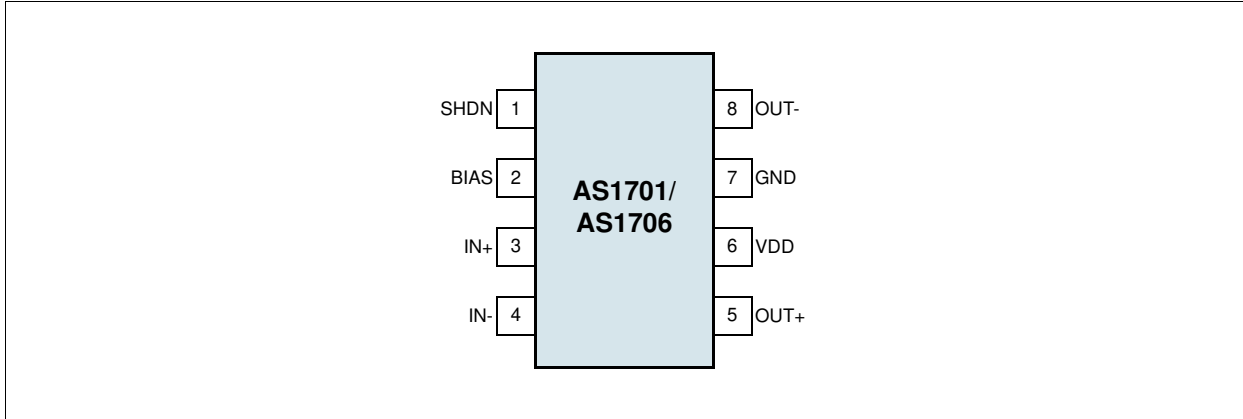 SHDN 1 8 OUT-
BIAS 2 7 GND
AS1701/
AS1706
IN+ 3 6 VDD
IN- 4 5 OUT+